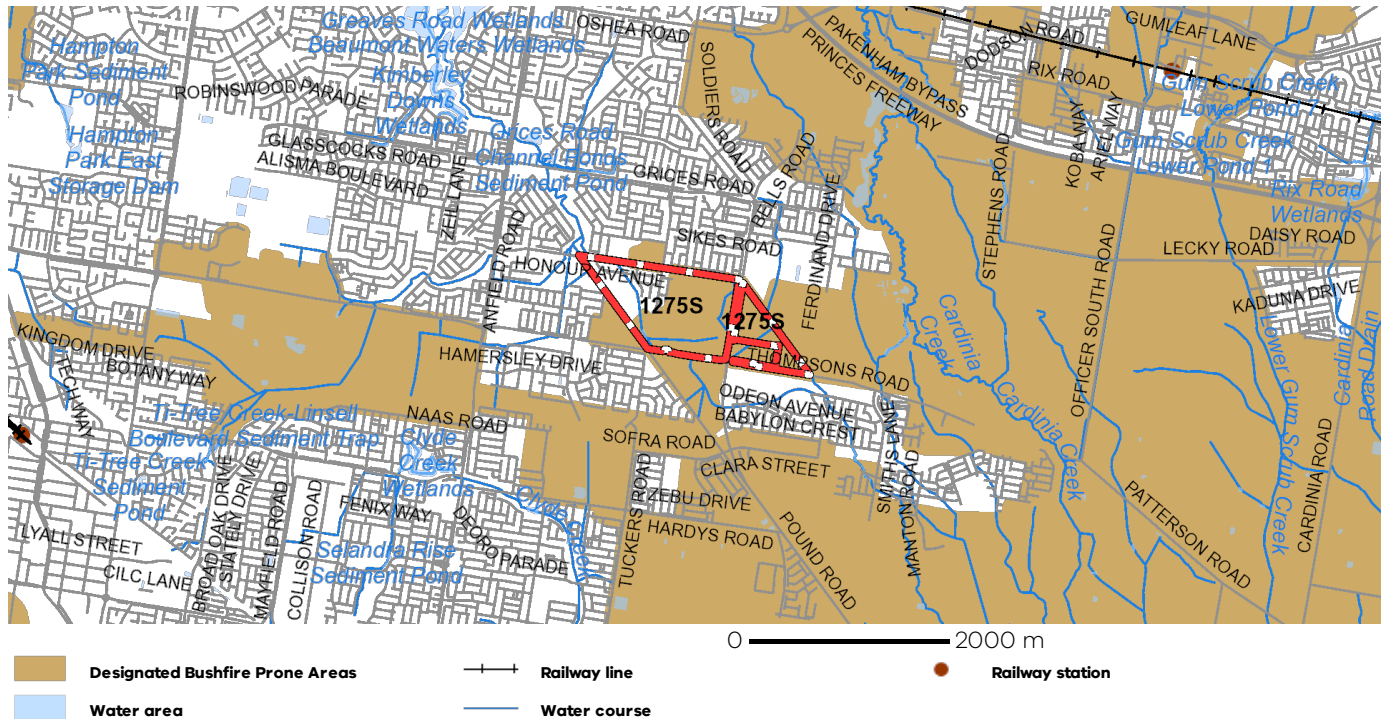 Greaves Road Wetlands
Beaumont Waters Wetlands
OSHEA ROAD
PAKENHAM BYPASS
PRINCES FREEWAY
DODSON ROAD
GUMLEAF LANE
Hampton
Park Sediment
Pond
ROBINSWOOD PARADE
Kimberley
Downs
Wetlands
SOLDIERS ROAD
RIX ROAD
Gum Scrub Creek
Lower Pond 7
Hampton
Park East
Storage Dam
GLASSCOCKS ROAD
ALISMA BOULEVARD
Grices Road
Channel Ponds
Sediment Pond
GRICES ROAD
BELLS ROAD
STEPHENS ROAD
KOBA WAY
ARIEL WAY
Gum Scrub Creek
Lower Pond 1
Rix Road
Wetlands
ZEIL LANE
ANFIELD ROAD
SIKES ROAD
FERDINAND DRIVE
LECKY ROAD
DAISY ROAD
HONOUR AVENUE
1275S
1275S
OFFICER SOUTH ROAD
KADUNA DRIVE
KINGDOM DRIVE
BOTANY WAY
TECH WAY
HAMERSLEY DRIVE
THOMPSONS ROAD
Cardinia
Creek
Cardinia Creek
Lower Gum Scrub Creek
Cardinia
Road Drain
ODEON AVENUE
BABYLON CREST
Ti-Tree Creek-Linsell
Boulevard Sediment Trap
NAAS ROAD
SOFRA ROAD
SMITHS LANE
Ti-Tree Creek
Sediment
Pond
Clyde
Creek
Wetlands
CLARA STREET
MANTON ROAD
CARDINIA ROAD
BROAD OAK DRIVE
STATELY DRIVE
MAYFIELD ROAD
COLLISON ROAD
FENIX WAY
DEORO PARADE
Clyde Creek
TUCKERS ROAD
ZEBU DRIVE
HARDYS ROAD
POUND ROAD
PATTERSON ROAD
LYALL STREET
CILC LANE
Selandra Rise
Sediment Pond
0 2000 m
Designated Bushfire Prone Areas
Railway line
Railway station
Water area
Water course